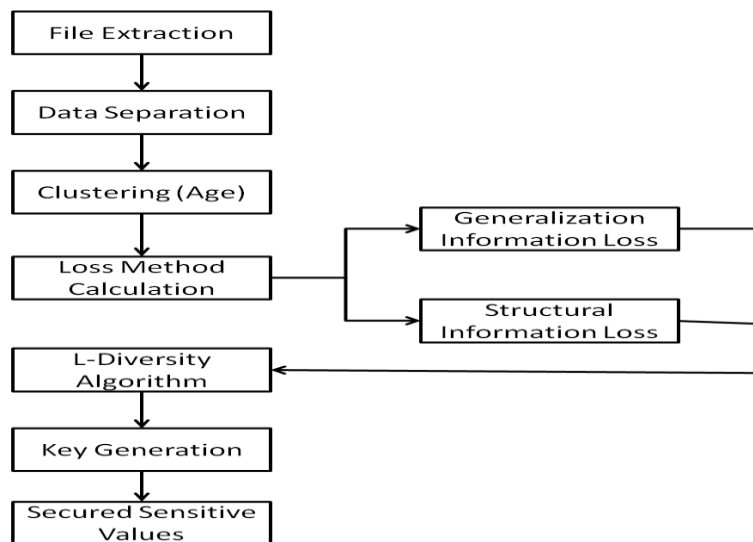 File Extraction
Data Separation
Clustering (Age)
Loss Method
Calculation
Generalization
Information Loss
Structural
Information Loss
L-Diversity
Algorithm
Key Generation
Secured Sensitive
Values